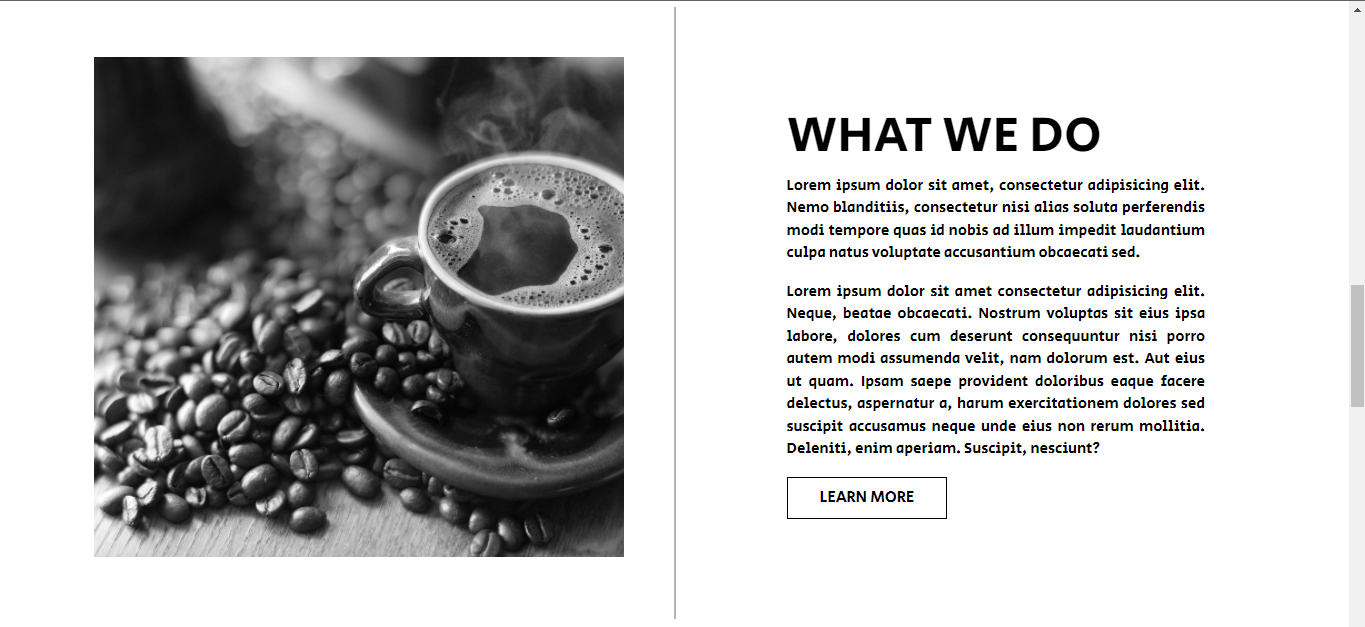 WHAT WE DO
Lorem ipsum dolor sit amet, consectetur adipisicing elit.
Nemo blanditiis, consectetur nisi alias soluta perferendis
modi tempore quas id nobis ad illum impedit laudantium
culpa natus voluptate accusantium obcaecati sed.
Lorem ipsum dolor sit amet consectetur adipisicing elit.
Neque, beatae obcaecati. Nostrum voluptas sit eius ipsa
labore, dolores cum deserunt consequuntur nisi porro
autem modi assumenda velit, nam dolorum est. Aut eius
ut quam. Ipsam saepe provident doloribus eaque facere
delectus, aspernatur a, harum exercitationem dolores sed
suscipit accusamus neque unde eius non rerum mollitia.
Deleniti, enim aperiam. Suscipit, nesciunt?
LEARN MORE